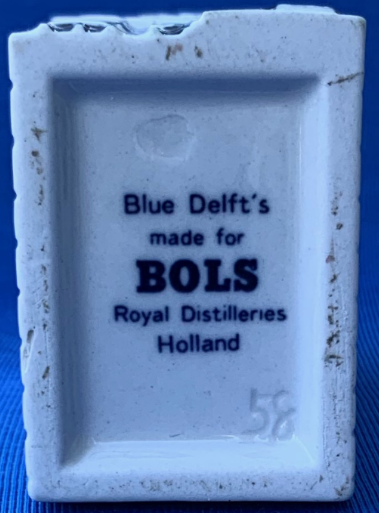 Blue Delft's
made for
BOLS
Royal Distilleries
Holland
58